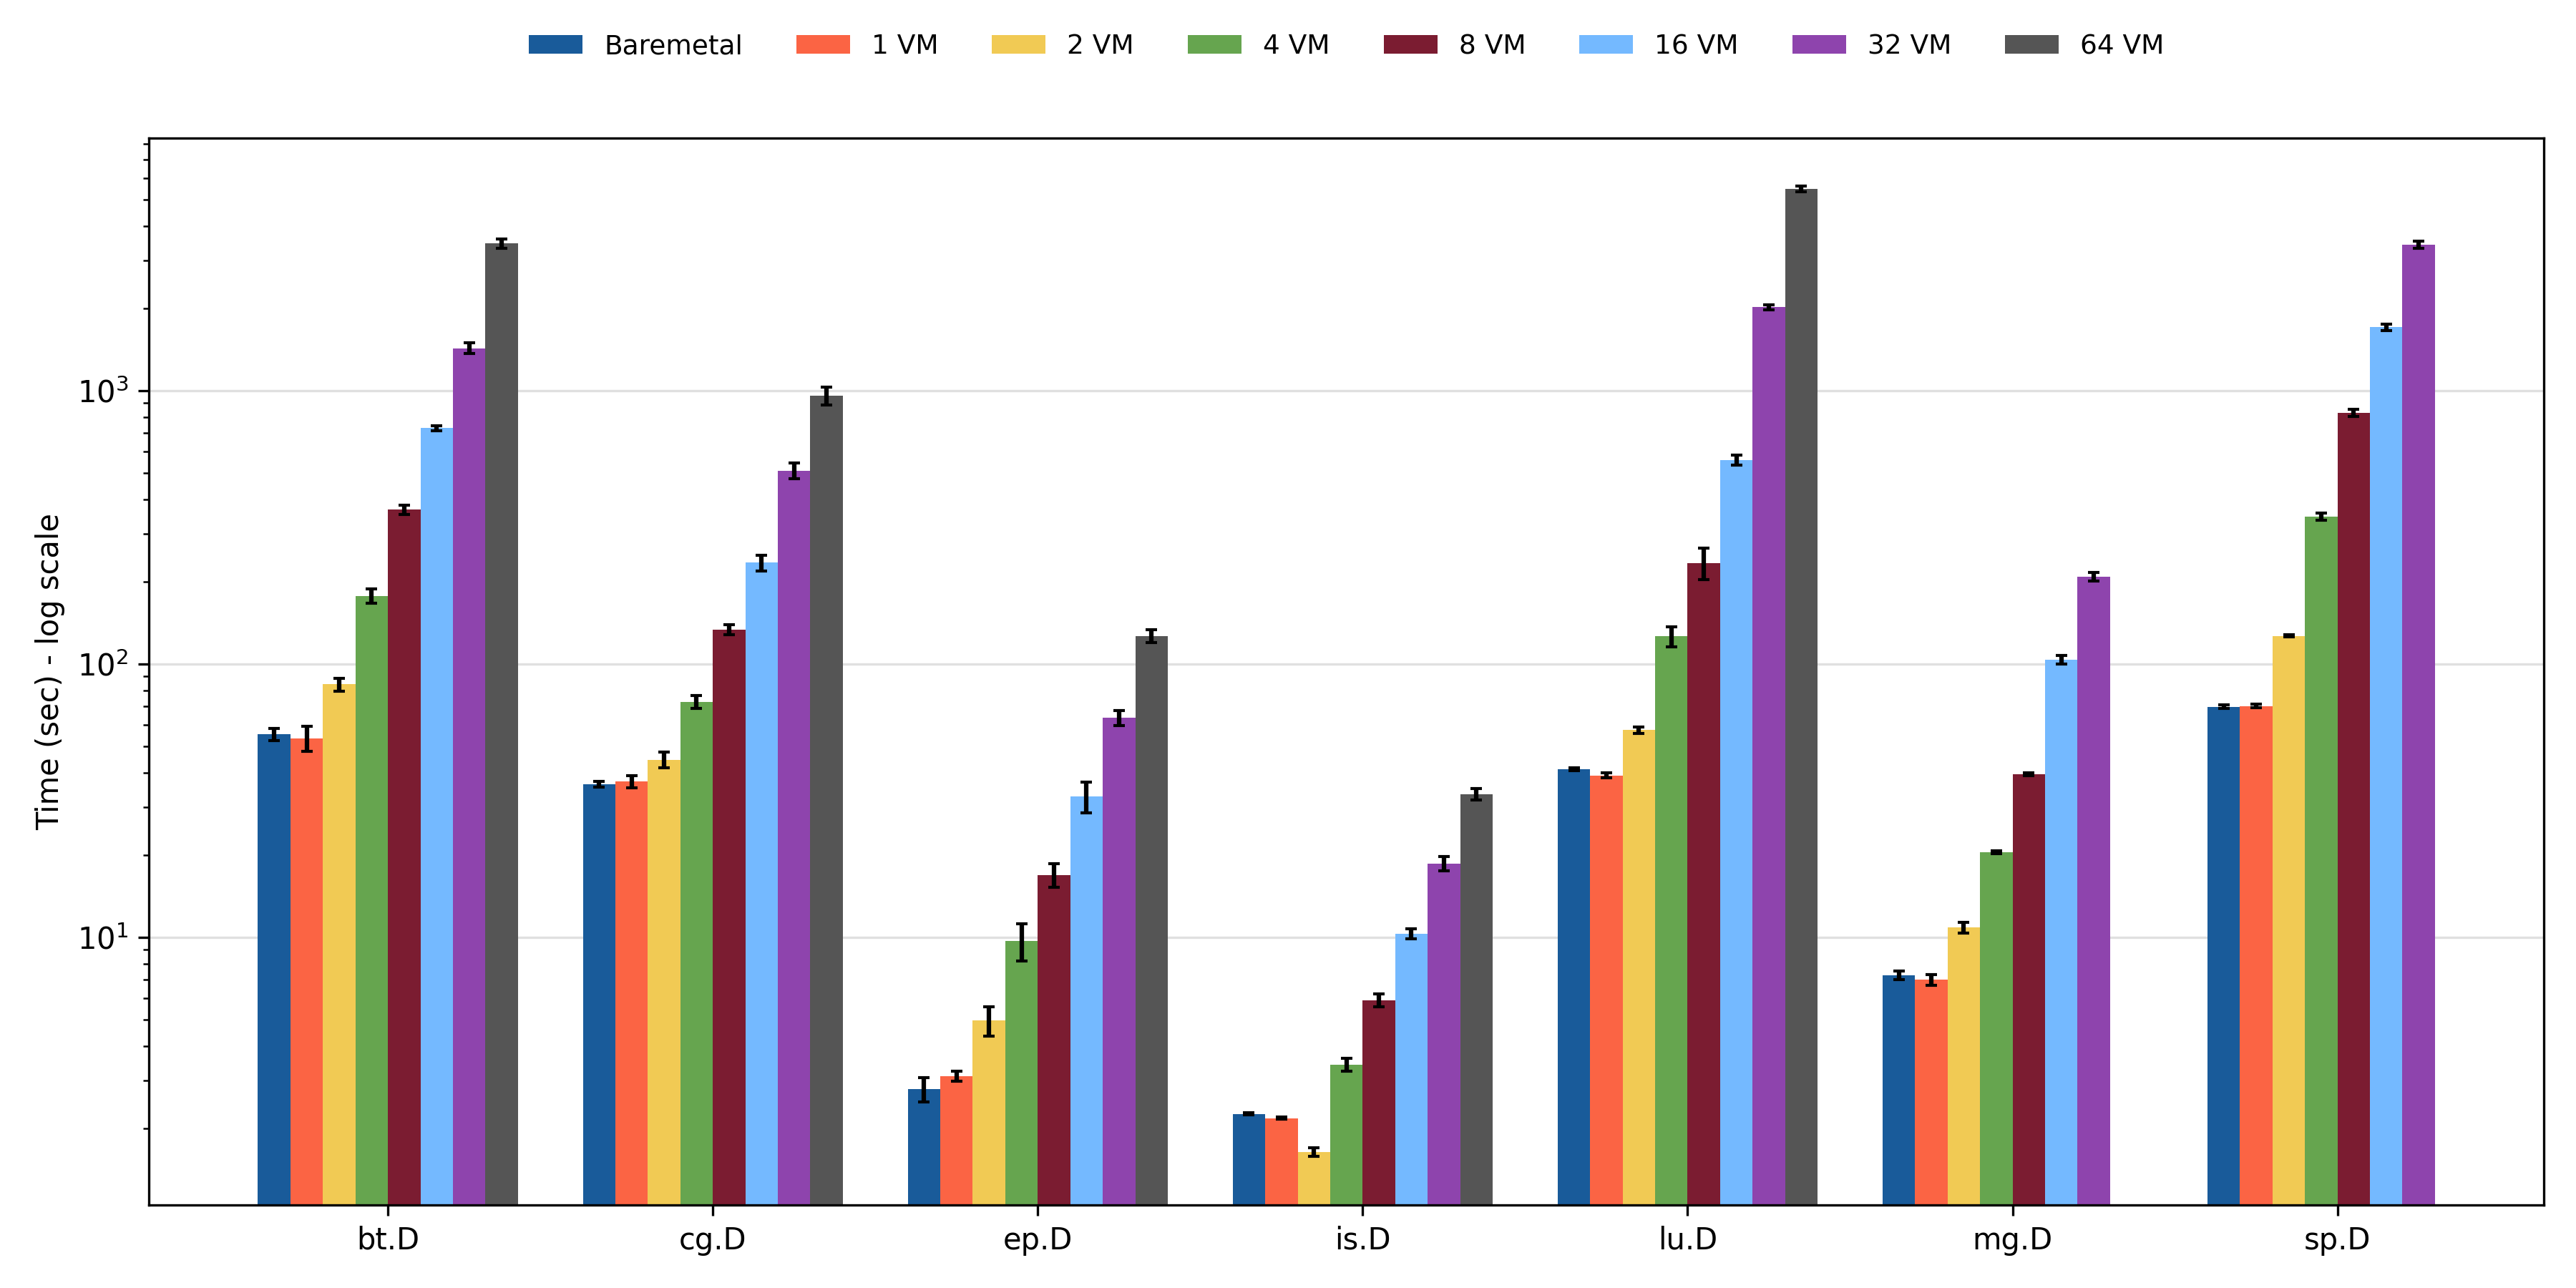 Baremetal 1 VM 2 VM 4 VM 8 VM 16 VM 32 VM 64 VM
Time (sec) - log scale
10³
10²
10¹
bt.D cg.D ep.D is.D lu.D mg.D sp.D